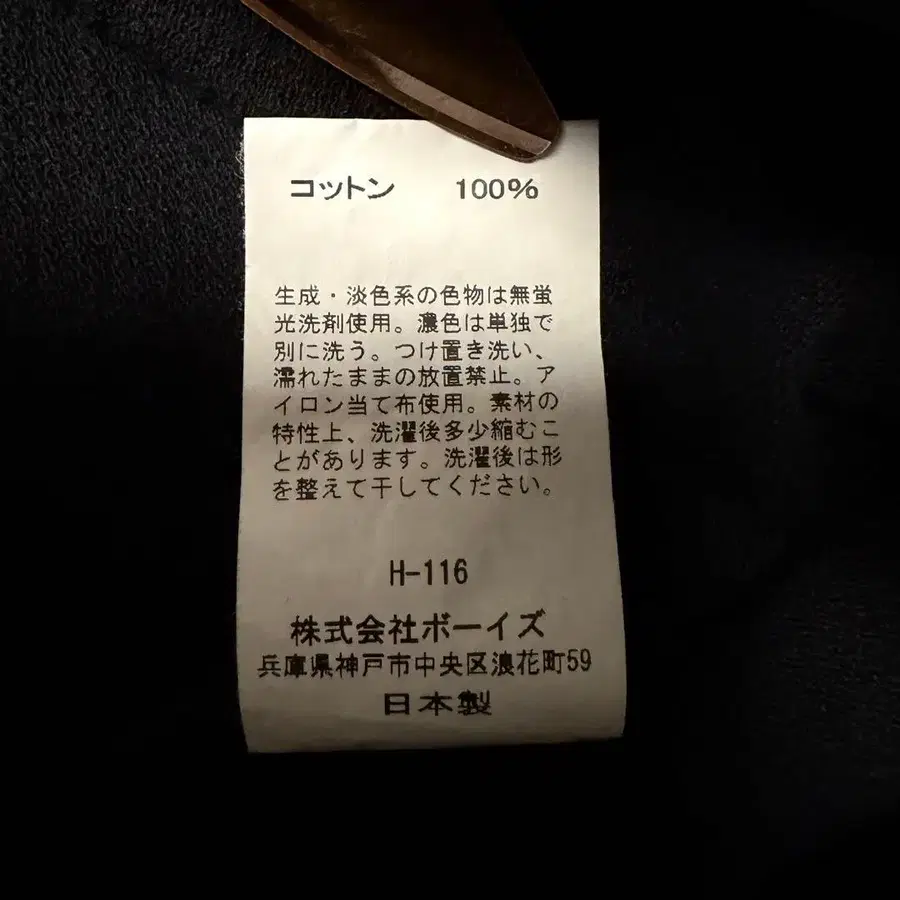 コットン 100%
生成・淡色系の色物は無蛍
光洗剤使用。濃色は単独で
別に洗う。つけ置き洗い、
濡れたままの放置禁止。ア
イロン当て布使用。素材の
特性上、洗濯後多少縮むこ
とがあります。洗濯後は形
を整えて干してください。
H-116
株式会社ボーイズ
兵庫県神戸市中央区浪花町59
日本製